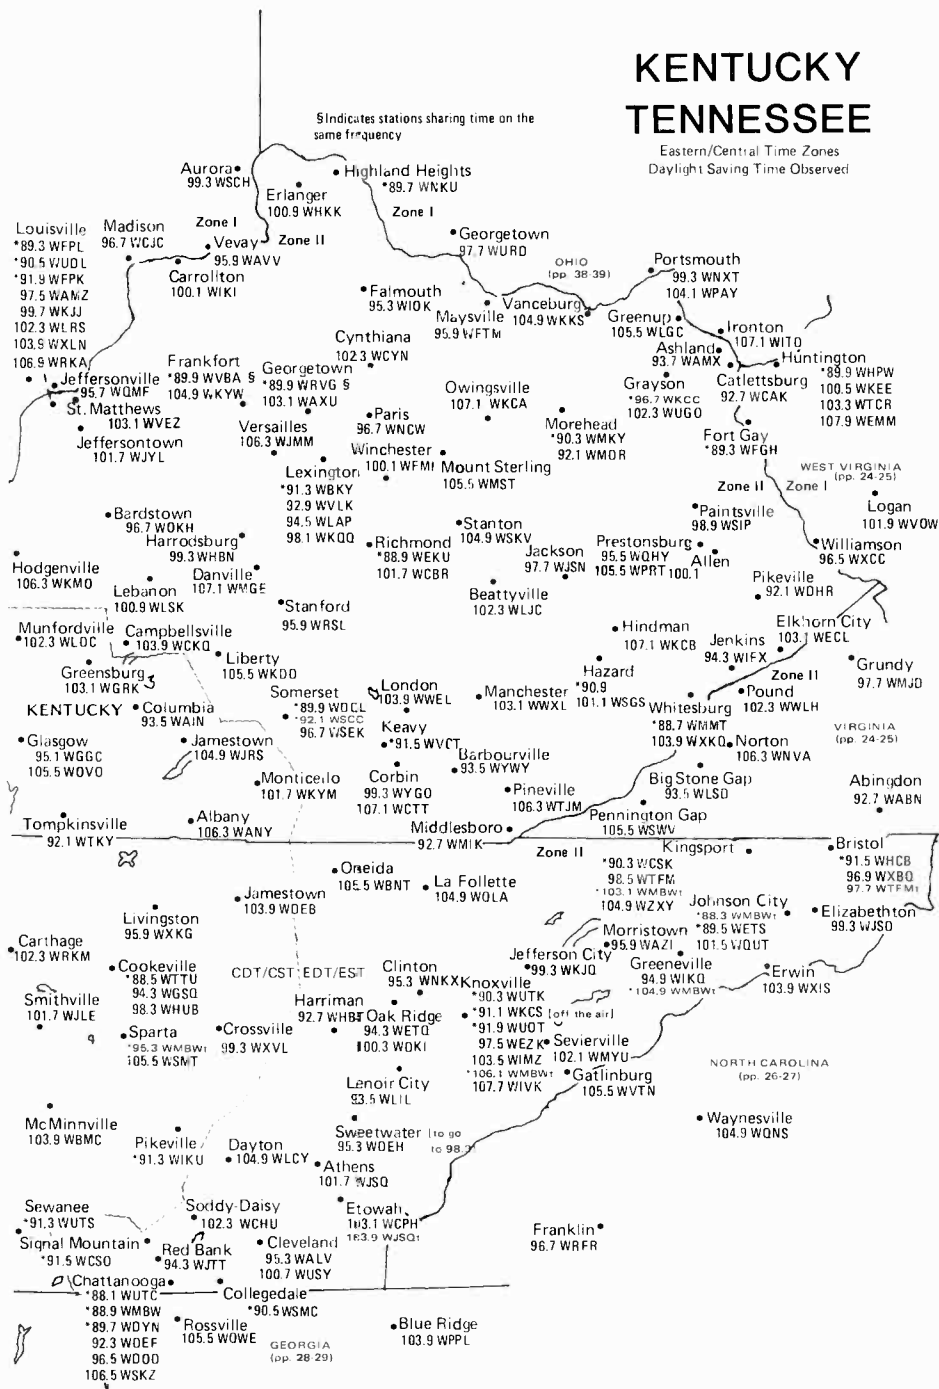 KENTUCKY
TENNESSEE
Eastern/Central Time Zones
Daylight Saving Time Observed
§Indicates stations sharing time on the
same frequency
Aurora
99.3 WSCH
Highland Heights
*89.7 WNKU
Erlanger
100.9 WHKK
Zone I
Zone II
Zone I
Louisville
*89.3 WFPL
*90.5 WUOL
*91.9 WFPK
97.5 WAMZ
99.7 WKJJ
102.3 WLRS
103.9 WXLN
106.9 WRKA
Madison
96.7 WCJC
Vevay
95.9 WAVV
Carrollton
100.1 WIKI
Georgetown
97.7 WURD
OHIO
(pp. 38-39)
Portsmouth
99.3 WNXT
104.1 WPAY
Falmouth
95.3 WIOK
Maysville
95.9 WFTM
Vanceburg
104.9 WKKS
Greenup
105.5 WLGC
Ironton
107.1 WITO
Cynthiana
102.3 WCYN
Ashland
93.7 WAMX
Huntington
*89.9 WHPW
100.5 WKEE
103.3 WTCR
107.9 WEMM
Jeffersonville
95.7 WQMF
Frankfort
*89.9 WVBA §
104.9 WKYW
Georgetown
*89.9 WRVG §
103.1 WAXU
Owingsville
107.1 WKCA
Grayson
*96.7 WKCC
102.3 WUGO
Catlettsburg
92.7 WCAK
St. Matthews
103.1 WVEZ
Jeffersontown
101.7 WJYL
Versailles
106.3 WJMM
Paris
96.7 WNCW
Morehead
*90.3 WMKY
92.1 WMOR
Fort Gay
*89.3 WFGH
Winchester
100.1 WFMI
Mount Sterling
105.5 WMST
Lexington
*91.3 WBKY
92.9 WVLK
94.5 WLAP
98.1 WKQQ
WEST VIRGINIA
(pp. 24-25)
Zone II
Zone I
Logan
101.9 WVOW
Bardstown
96.7 WOKH
Harrodsburg
99.3 WHBN
Stanton
104.9 WSKV
Paintsville
98.9 WSIP
Richmond
*88.9 WEKU
101.7 WCBR
Jackson
97.7 WJSN
Prestonsburg
95.5 WQHY
105.5 WPRT
Allen
100.1
Williamson
96.5 WXCC
Hodgenville
106.3 WKMO
Lebanon
100.9 WLSK
Danville
107.1 WMGE
Beattyville
102.3 WLJC
Pikeville
92.1 WDHR
Stanford
95.9 WRSL
Munfordville
*102.3 WLOC
Campbellsville
103.9 WCKQ
Hindman
107.1 WKCB
Jenkins
94.3 WIFX
Elkhorn City
103.1 WECL
Greensburg
103.1 WGRK
Liberty
105.5 WKDO
Hazard
*90.9
101.1 WSGS
Zone II
Grundy
97.7 WMJD
KENTUCKY
Columbia
93.5 WAIN
Somerset
*89.9 WDCL
*92.1 WSCC
96.7 WSEK
London
103.9 WWEL
Manchester
103.1 WWXL
Whitesburg
*88.7 WMMT
103.9 WXKQ
Pound
102.3 WWLH
Keavy
*91.5 WVCT
Norton
106.3 WNVA
VIRGINIA
(pp. 24-25)
Glasgow
95.1 WGGC
105.5 WOVO
Jamestown
104.9 WJRS
Barbourville
93.5 WYWY
Monticello
101.7 WKYM
Corbin
99.3 WYGO
107.1 WCTT
Pineville
106.3 WTJM
Big Stone Gap
93.5 WLSD
Abingdon
92.7 WABN
Tompkinsville
92.1 WTKY
Albany
106.3 WANY
Middlesboro
92.7 WMIK
Pennington Gap
105.5 WSWV
Zone II
Kingsport
*90.3 WCSK
98.5 WTFM
*103.1 WMBWt
104.9 WZXY
Bristol
*91.5 WHCB
96.9 WXBQ
97.7 WTFMt
Oneida
105.5 WBNT
La Follette
104.9 WQLA
Jamestown
103.9 WDEB
Johnson City
*88.3 WMBWt
*89.5 WETS
101.5 WQUT
Elizabethton
99.3 WJSO
Livingston
95.9 WXKG
Morristown
95.9 WAZI
Carthage
102.3 WRKM
Jefferson City
99.3 WKJQ
Greeneville
94.9 WIKQ
*104.9 WMBWt
Erwin
103.9 WXIS
Cookeville
*88.5 WTTU
94.3 WGSQ
98.3 WHUB
CDT/CST EDT/EST
Clinton
95.3 WNKX
Knoxville
*90.3 WUTK
*91.1 WKCS [off the air]
*91.9 WUOT
97.5 WEZK
103.5 WIMZ
*106.1 WMBWt
107.7 WIVK
Smithville
101.7 WJLE
Harriman
92.7 WHBT
Oak Ridge
94.3 WETQ
100.3 WOKI
Sparta
*95.3 WMBWt
105.5 WSMT
Crossville
99.3 WXVL
Sevierville
102.1 WMYU
Gatlinburg
105.5 WVTN
NORTH CAROLINA
(pp. 26-27)
Lenoir City
93.5 WLIL
McMinnville
103.9 WBMC
Waynesville
104.9 WQNS
Pikeville
*91.3 WIKU
Dayton
104.9 WLCY
Sweetwater [to go
95.3 WDEH to 98.3]
Athens
101.7 WJSQ
Sewanee
*91.3 WUTS
Soddy-Daisy
102.3 WCHU
Etowah
103.1 WCPH
Franklin
96.7 WRFR
Signal Mountain
*91.5 WCSO
Red Bank
94.3 WJTT
Cleveland
95.3 WALV
100.7 WUSY
Chattanooga
*88.1 WUTC
*88.9 WMBW
*89.7 WDYN
92.3 WDEF
96.5 WDOD
106.5 WSKZ
Collegedale
*90.5 WSMC
Rossville
105.5 WOWE
GEORGIA
(pp. 28-29)
Blue Ridge
103.9 WPPL